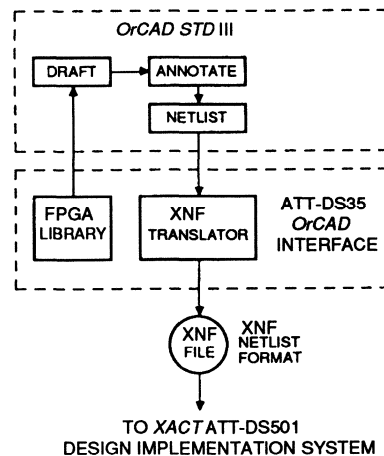 OrCAD STD III
DRAFT
ANNOTATE
NETLIST
FPGA
LIBRARY
XNF
TRANSLATOR
ATT-DS35
OrCAD
INTERFACE
XNF
FILE
XNF
NETLIST
FORMAT
TO XACT ATT-DS501
DESIGN IMPLEMENTATION SYSTEM